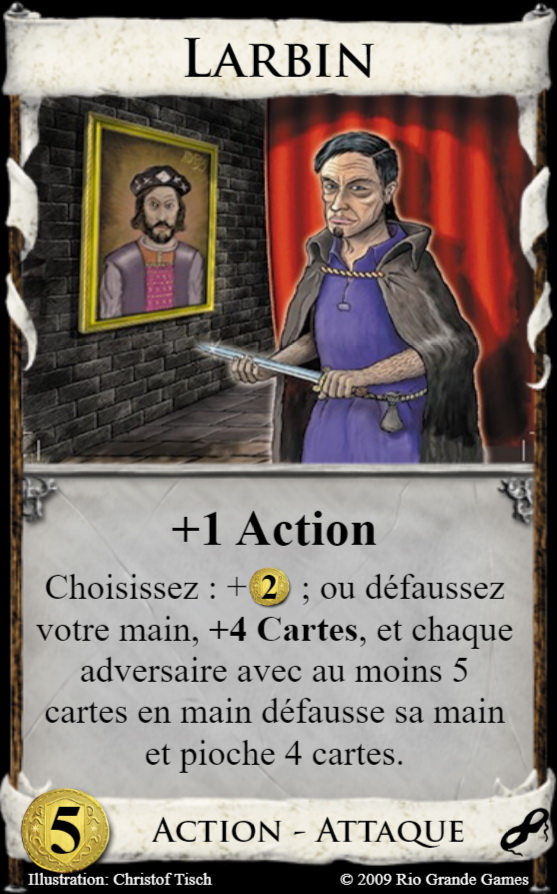 LARBIN
+1 Action
Choisissez : +2 ; ou défaussez
votre main, +4 Cartes, et chaque
adversaire avec au moins 5
cartes en main défausse sa main
et pioche 4 cartes.
5
ACTION - ATTAQUE
Illustration: Christof Tisch
© 2009 Rio Grande Games